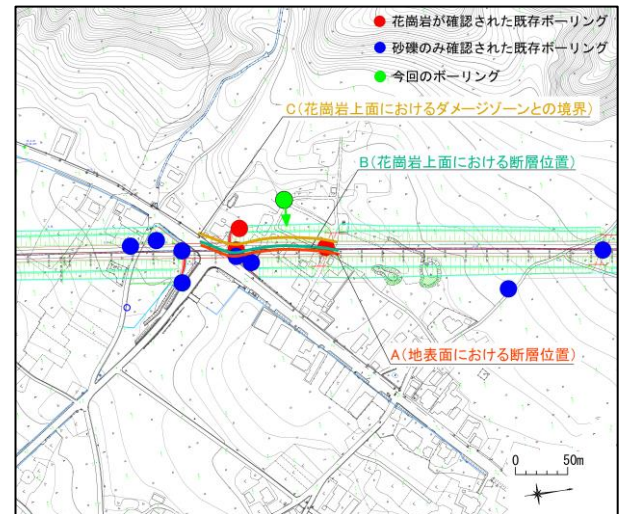 花崗岩が確認された既存ボーリング
砂礫のみ確認された既存ボーリング
今回のボーリング
C(花崗岩上面におけるダメージゾーンとの境界)
B(花崗岩上面における断層位置)
A(地表面における断層位置)
0 50m